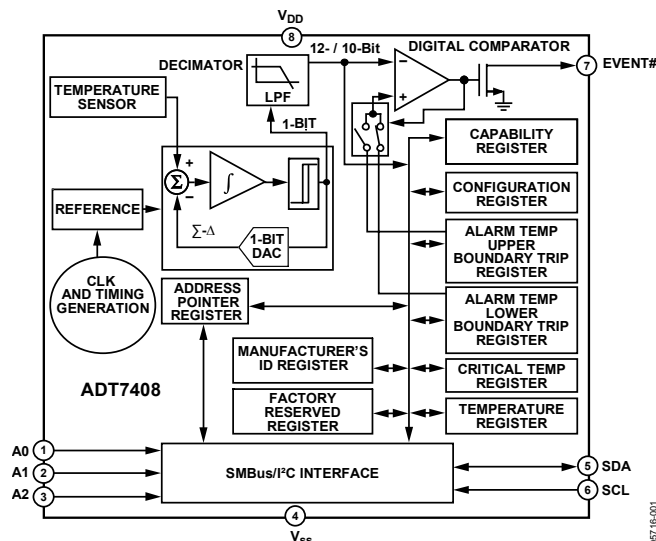 VDD
8
12- / 10-Bit
DIGITAL COMPARATOR
DECIMATOR
LPF
7
EVENT#
TEMPERATURE
SENSOR
1-BIT
−
+
CAPABILITY
REGISTER
+
Σ
−
∫
CONFIGURATION
REGISTER
REFERENCE
Σ-Δ
1-BIT
DAC
ALARM TEMP
UPPER
BOUNDARY TRIP
REGISTER
CLK
AND TIMING
GENERATION
ADDRESS
POINTER
REGISTER
ALARM TEMP
LOWER
BOUNDARY TRIP
REGISTER
MANUFACTURER'S
ID REGISTER
CRITICAL TEMP
REGISTER
ADT7408
FACTORY
RESERVED
REGISTER
TEMPERATURE
REGISTER
A0 1
A1 2
A2 3
SMBus/I²C INTERFACE
5 SDA
6 SCL
4
VSS
05716-001